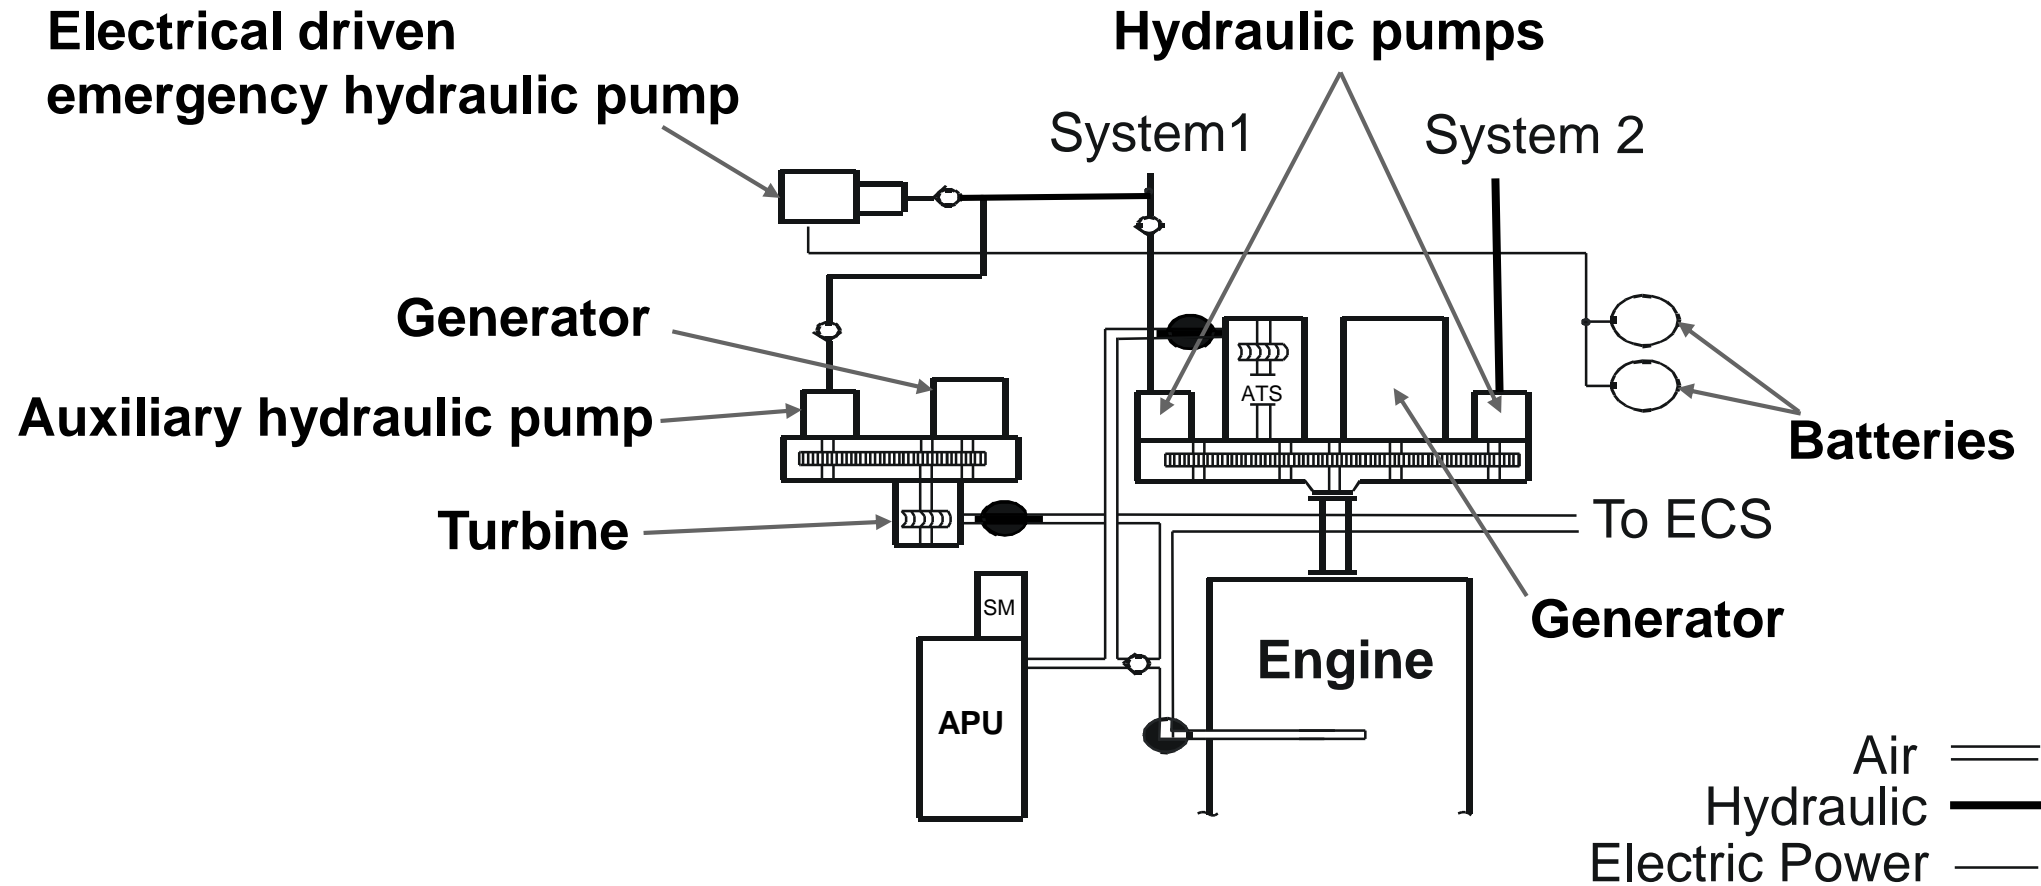 Electrical driven
emergency hydraulic pump
Hydraulic pumps
System1
System 2
Generator
ATS
Auxiliary hydraulic pump
Batteries
Turbine
To ECS
SM
Generator
Engine
APU
Air
Hydraulic
Electric Power